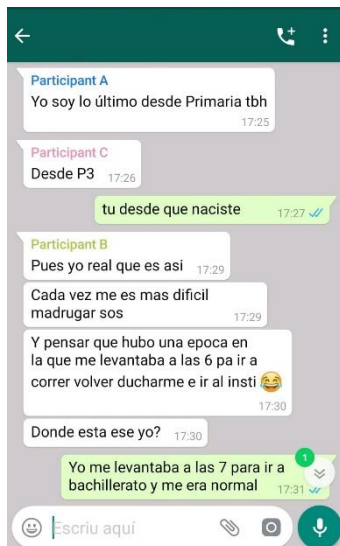 Participant A
Yo soy lo último desde Primaria tbh
17:25
Participant C
Desde P3 17:26
tu desde que naciste 17:27
Participant B
Pues yo real que es asi 17:29
Cada vez me es mas dificil
madrugar sos 17:29
Y pensar que hubo una epoca en
la que me levantaba a las 6 pa ir a
correr volver ducharme e ir al insti 😂
17:30
Donde esta ese yo? 17:30
1
Yo me levantaba a las 7 para ir a
bachillerato y me era normal 17:31
Escriu aquí